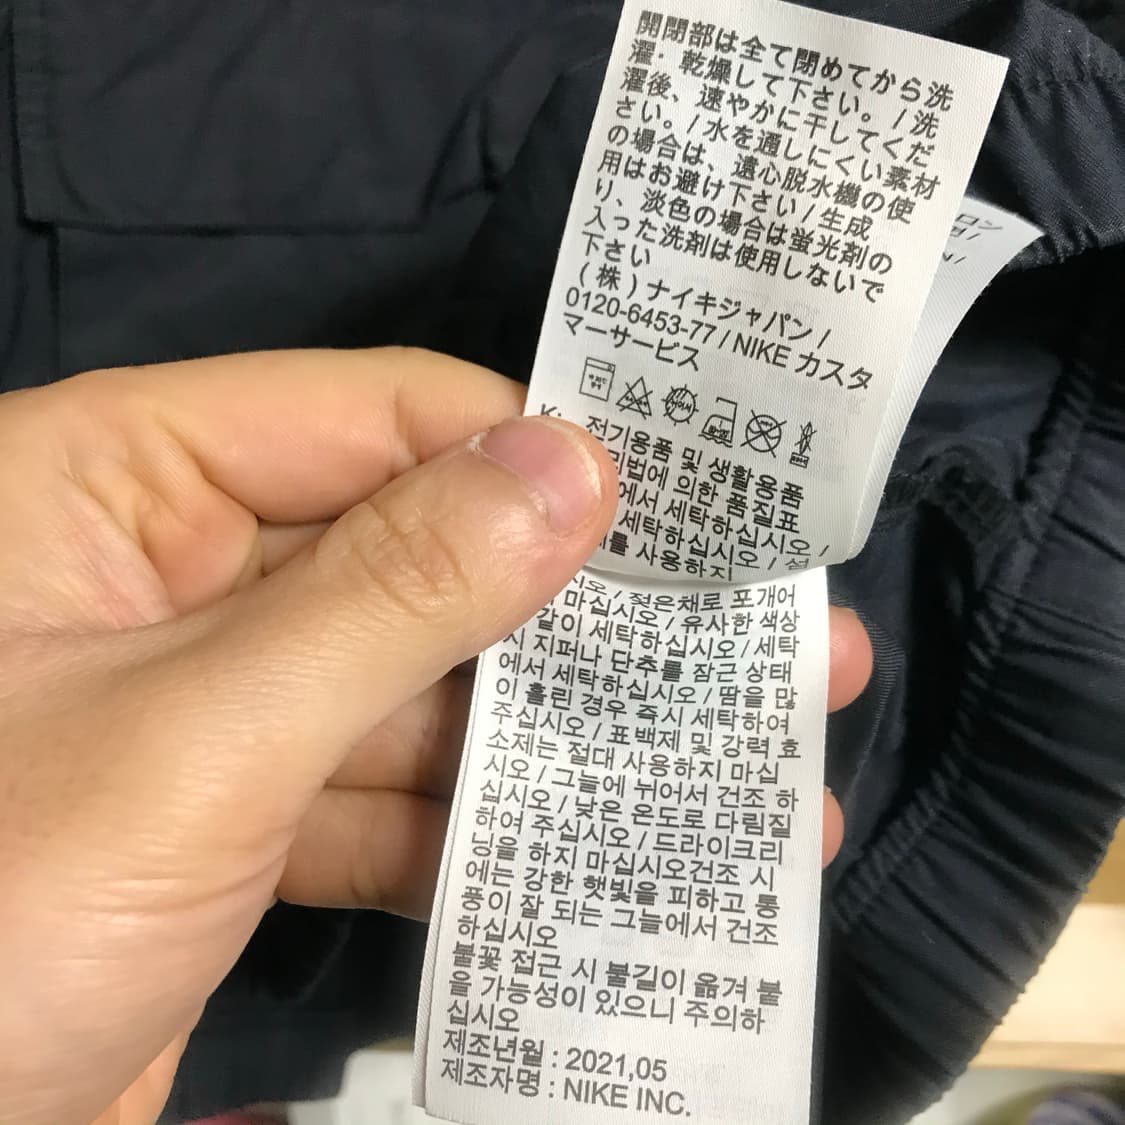 開閉部は全て閉めてから洗
濯・乾燥して下さい。/洗
濯後、速やかに干してくだ
さい。/水を通しにくい素材
の場合は、遠心脱水機の使
用はお避け下さい/生成
り、淡色の場合は蛍光剤の
入った洗剤は使用しないで
下さい
(株)ナイキジャパン/
0120-6453-77/NIKE カスタ
マーサービス
전기용품 및 생활용품
의한 품질표
에서 세탁하십시오 /
세탁하십시오 /
사용하지
젖은채로 포개어
마십시오/유사한 색상
같이 세탁하십시오/세탁
시 지퍼나 단추를 잠근 상태
에서 세탁하십시오/땀을 많
이 흘린 경우 즉시 세탁하여
주십시오/표백제 및 강력 효
소제는 절대 사용하지 마십
시오/그늘에 뉘어서 건조 하
십시오/낮은 온도로 다림질
하여 주십시오/드라이크리
닝을 하지 마십시오건조 시
에는 강한 햇빛을 피하고 통
풍이 잘 되는 그늘에서 건조
하십시오
불꽃 접근 시 불길이 옮겨 붙
을 가능성이 있으니 주의하
십시오
제조년월 : 2021,05
제조자명 : NIKE INC.